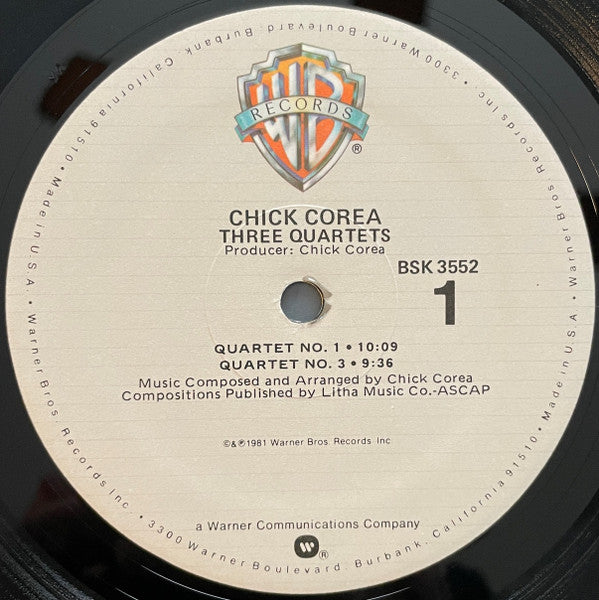 WB
RECORDS
®
CHICK COREA
THREE QUARTETS
Producer: Chick Corea
BSK 3552
1
QUARTET NO. 1 • 10:09
QUARTET NO. 3 • 9:36
Music Composed and Arranged by Chick Corea
Compositions Published by Litha Music Co.-ASCAP
©&℗1981 Warner Bros. Records Inc
a Warner Communications Company
W®
Made in U.S.A. • Warner Bros. Records Inc. • 3300 Warner Boulevard, Burbank, California 91510 • Made in U.S.A. • Warner Bros. Records Inc. • 3300 Warner Boulevard, Burbank, California 91510 •